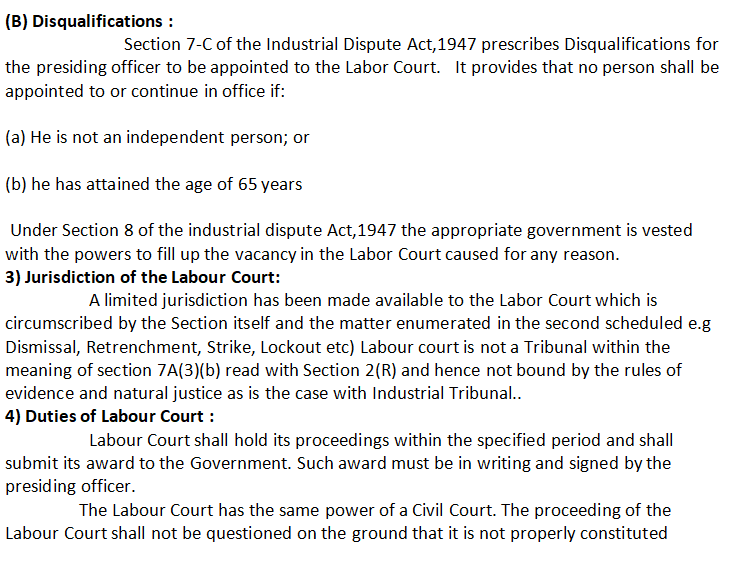 (B) Disqualifications :
Section 7-C of the Industrial Dispute Act,1947 prescribes Disqualifications for
the presiding officer to be appointed to the Labor Court.   It provides that no person shall be
appointed to or continue in office if:
(a) He is not an independent person; or
(b) he has attained the age of 65 years
Under Section 8 of the industrial dispute Act,1947 the appropriate government is vested
with the powers to fill up the vacancy in the Labor Court caused for any reason.
3) Jurisdiction of the Labour Court:
A limited jurisdiction has been made available to the Labor Court which is
circumscribed by the Section itself and the matter enumerated in the second scheduled e.g
Dismissal, Retrenchment, Strike, Lockout etc) Labour court is not a Tribunal within the
meaning of section 7A(3)(b) read with Section 2(R) and hence not bound by the rules of
evidence and natural justice as is the case with Industrial Tribunal..
4) Duties of Labour Court :
Labour Court shall hold its proceedings within the specified period and shall
submit its award to the Government. Such award must be in writing and signed by the
presiding officer.
The Labour Court has the same power of a Civil Court. The proceeding of the
Labour Court shall not be questioned on the ground that it is not properly constituted